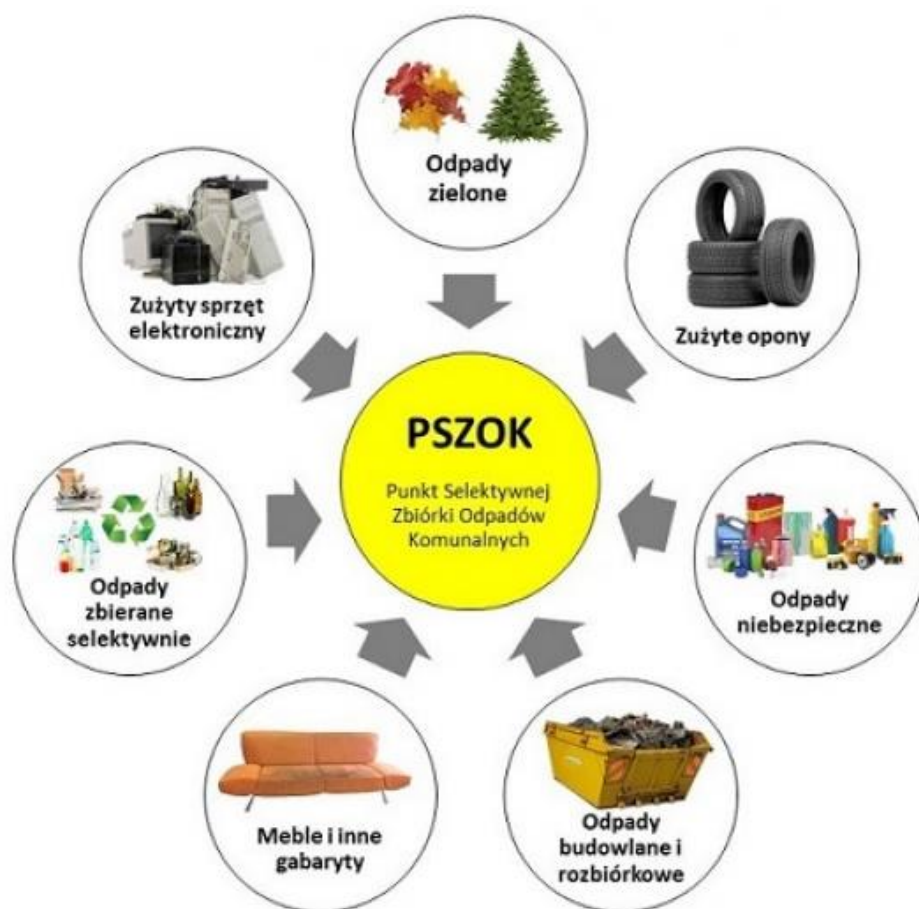 Odpady
zielone
Zużyty sprzęt
elektroniczny
Zużyte opony
PSZOK
Punkt Selektywnej
Zbiórki Odpadów
Komunalnych
Odpady
zbierane
selektywnie
Odpady
niebezpieczne
Meble i inne
gabaryty
Odpady
budowlane i
rozbiórkowe